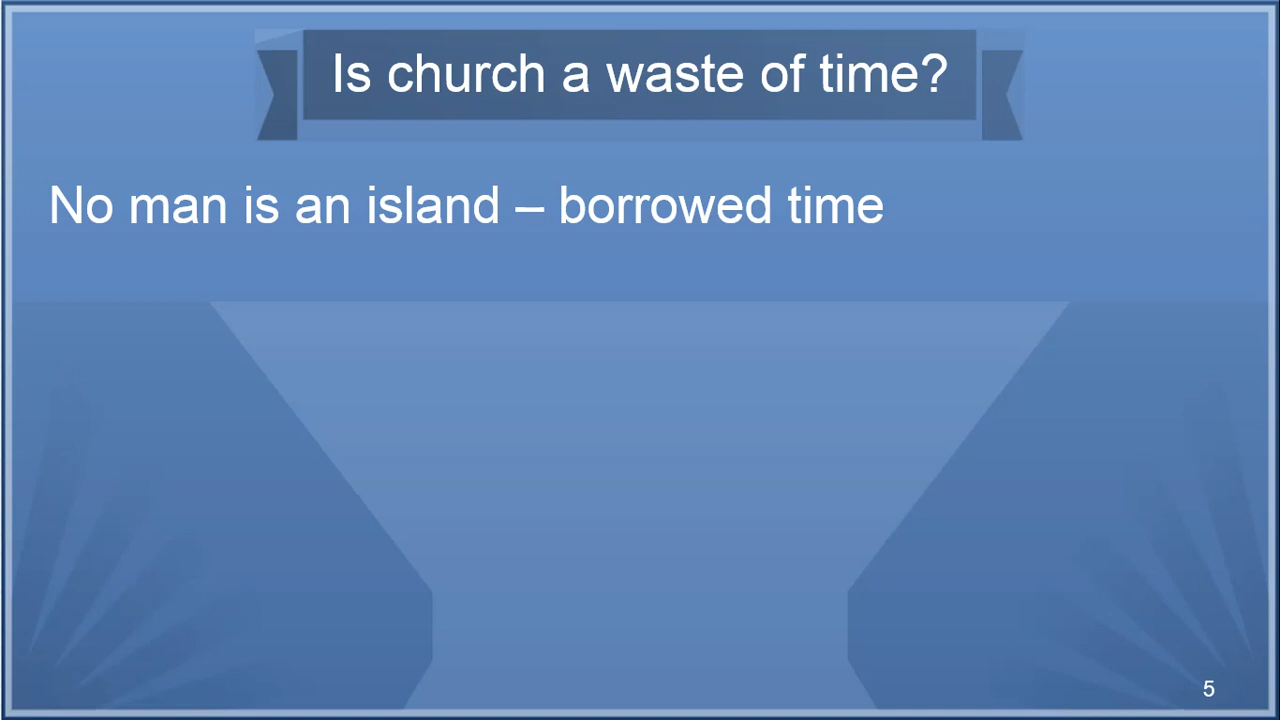 Is church a waste of time?
No man is an island – borrowed time
5